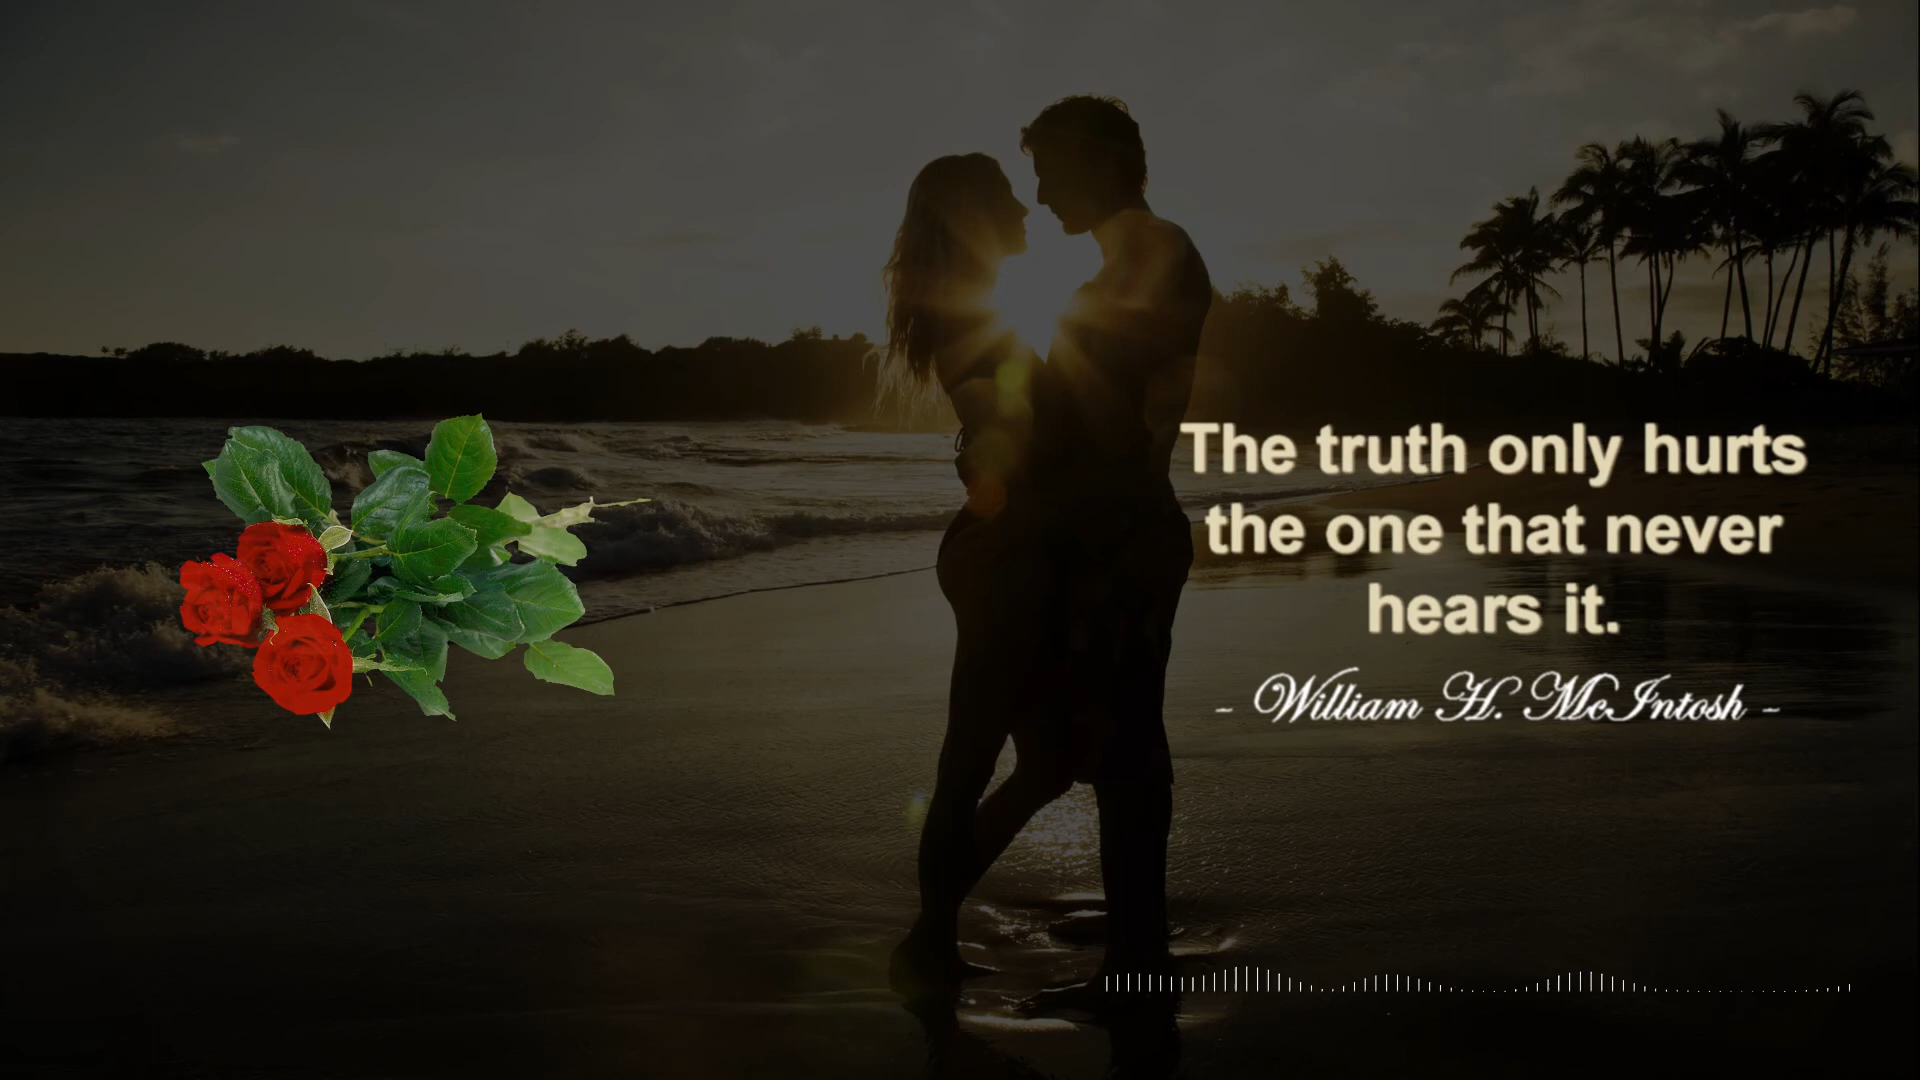 The truth only hurts
the one that never
hears it.
~ William H. McIntosh ~